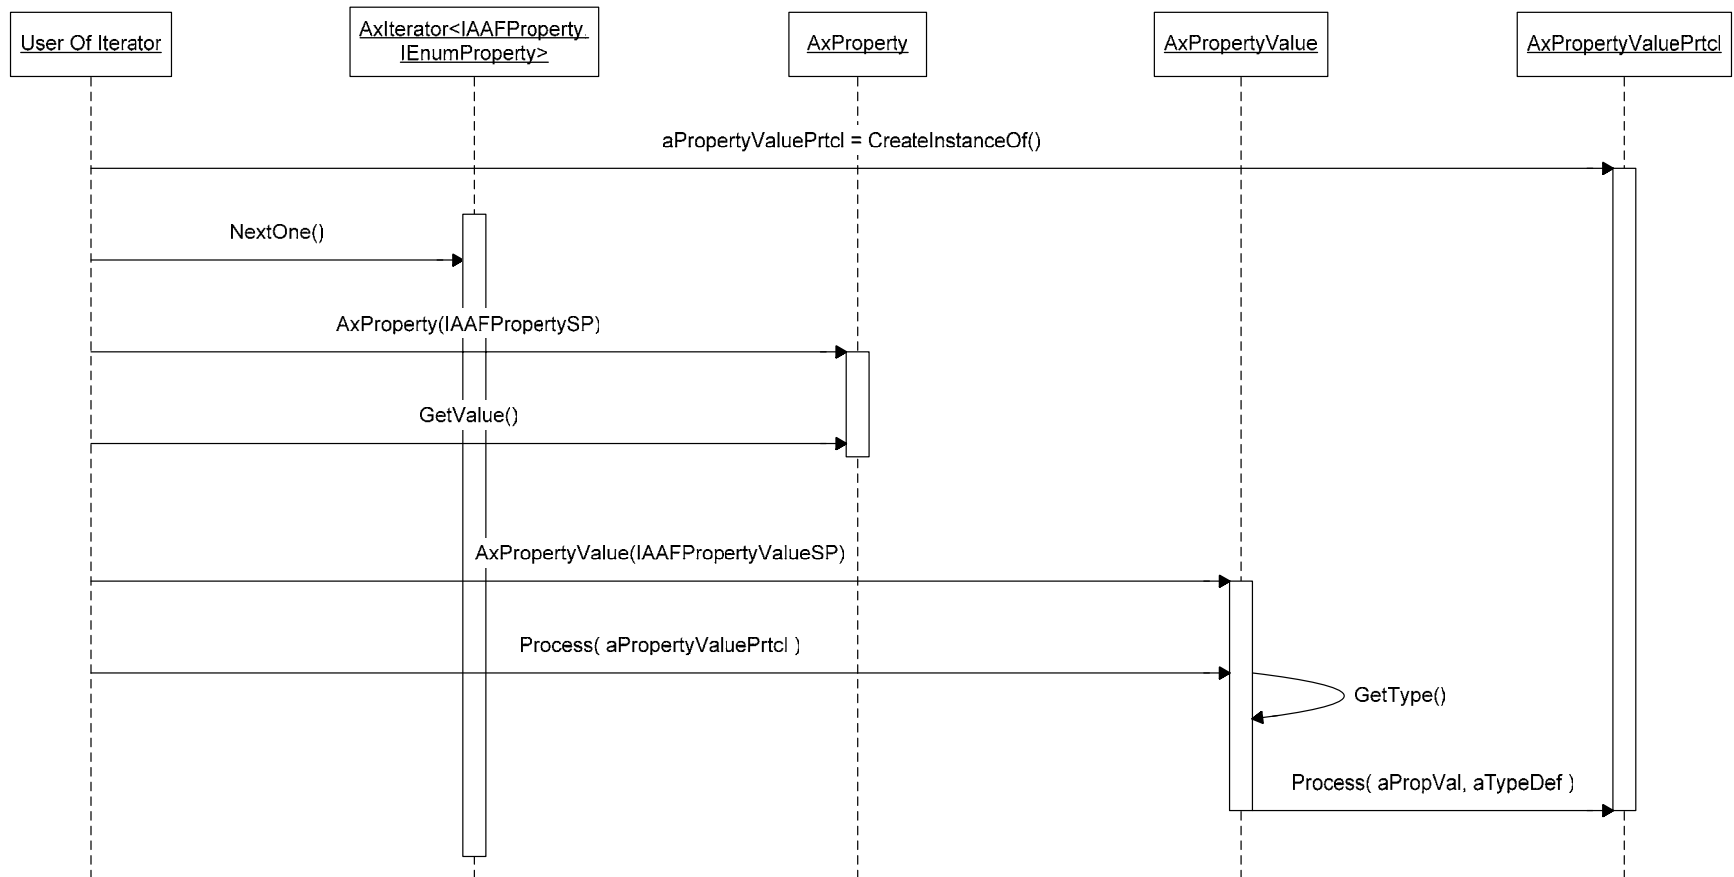 User Of Iterator
AxIterator<IAAFProperty,
IEnumProperty>
AxProperty
AxPropertyValue
AxPropertyValuePrtcl
aPropertyValuePrtcl = CreateInstanceOf()
NextOne()
AxProperty(IAAFPropertySP)
GetValue()
AxPropertyValue(IAAFPropertyValueSP)
Process( aPropertyValuePrtcl )
GetType()
Process( aPropVal, aTypeDef )